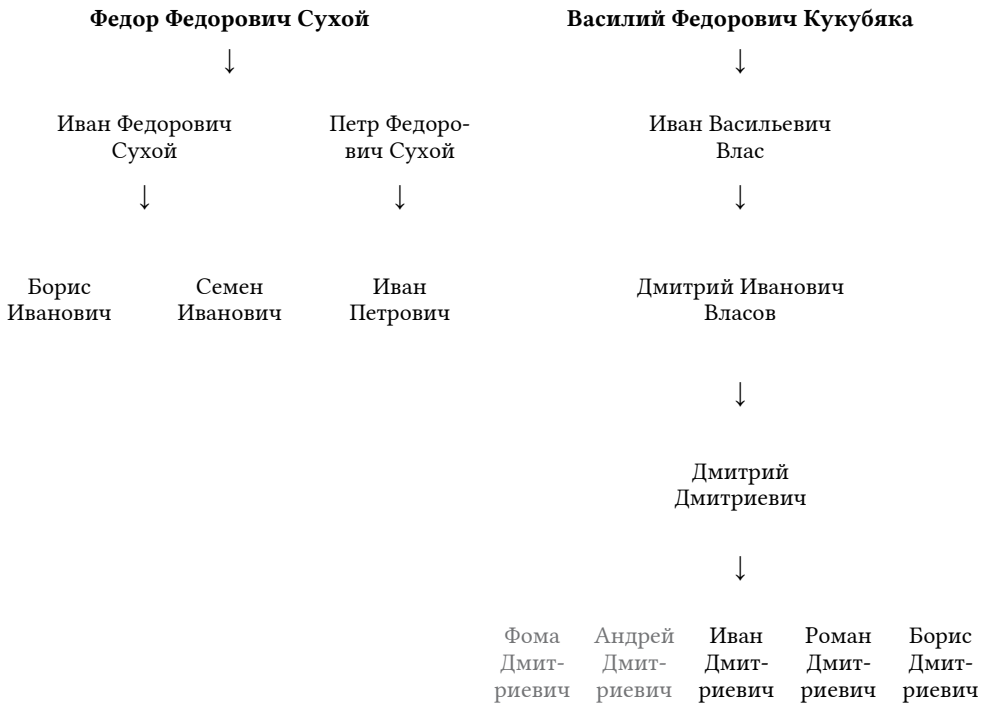 Федор Федорович Сухой
Василий Федорович Кукубяка
↓
↓
Иван Федорович
Сухой
Петр Федоро-
вич Сухой
Иван Васильевич
Влас
↓
↓
↓
Борис
Иванович
Семен
Иванович
Иван
Петрович
Дмитрий Иванович
Власов
↓
Дмитрий
Дмитриевич
↓
Фома
Дмит-
риевич
Андрей
Дмит-
риевич
Иван
Дмит-
риевич
Роман
Дмит-
риевич
Борис
Дмит-
риевич